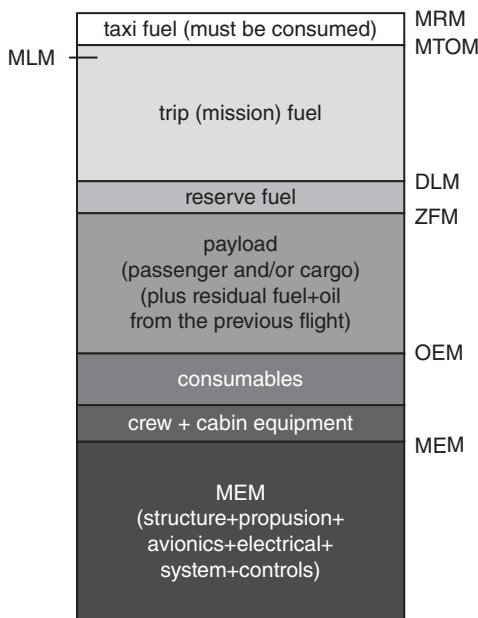 taxi fuel (must be consumed)
MRM
MTOM
MLM
trip (mission) fuel
DLM
reserve fuel
ZFM
payload
(passenger and/or cargo)
(plus residual fuel+oil
from the previous flight)
OEM
consumables
crew + cabin equipment
MEM
MEM
(structure+propusion+
avionics+electrical+
system+controls)